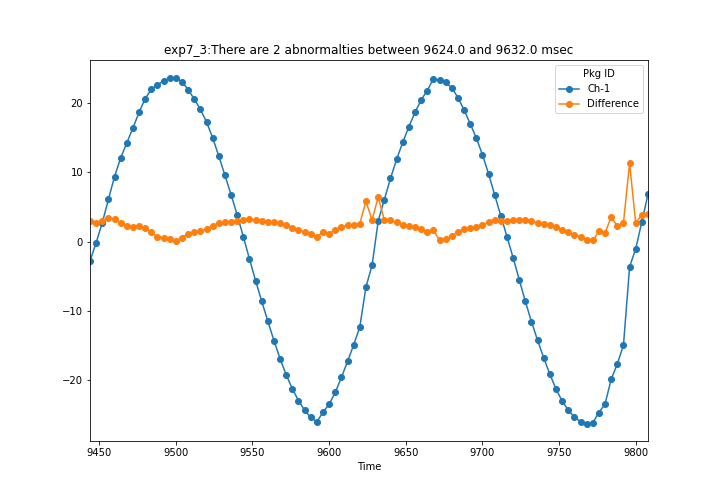 exp7_3:There are 2 abnormalties between 9624.0 and 9632.0 msec
Pkg ID
Ch-1
Difference
20
10
0
−10
−20
9450 9500 9550 9600 9650 9700 9750 9800
Time